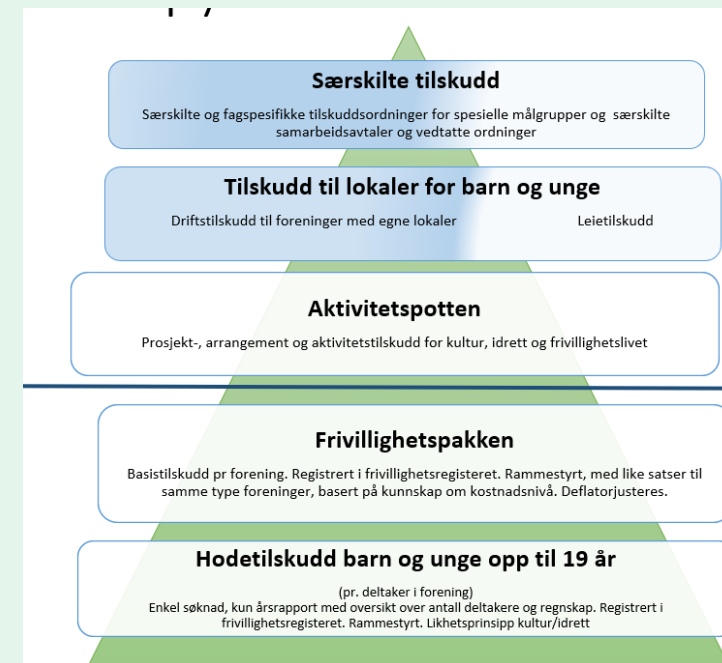 Særskilte tilskudd
Særskilte og fagspesifikke tilskuddsordninger for spesielle målgrupper og særskilte
samarbeidsavtaler og vedtatte ordninger
Tilskudd til lokaler for barn og unge
Driftstilskudd til foreninger med egne lokaler Leietilskudd
Aktivitetspotten
Prosjekt-, arrangement og aktivitetstilskudd for kultur, idrett og frivillighetslivet
Frivillighetspakken
Basistilskudd pr forening. Registrert i frivillighetsregisteret. Rammestyrt, med like satser til
samme type foreninger, basert på kunnskap om kostnadsnivå. Deflatorjusteres.
Hodetilskudd barn og unge opp til 19 år
(pr. deltaker i forening)
Enkel søknad, kun årsrapport med oversikt over antall deltakere og regnskap. Registrert i
frivillighetsregisteret. Rammestyrt. Likhetsprinsipp kultur/idrett